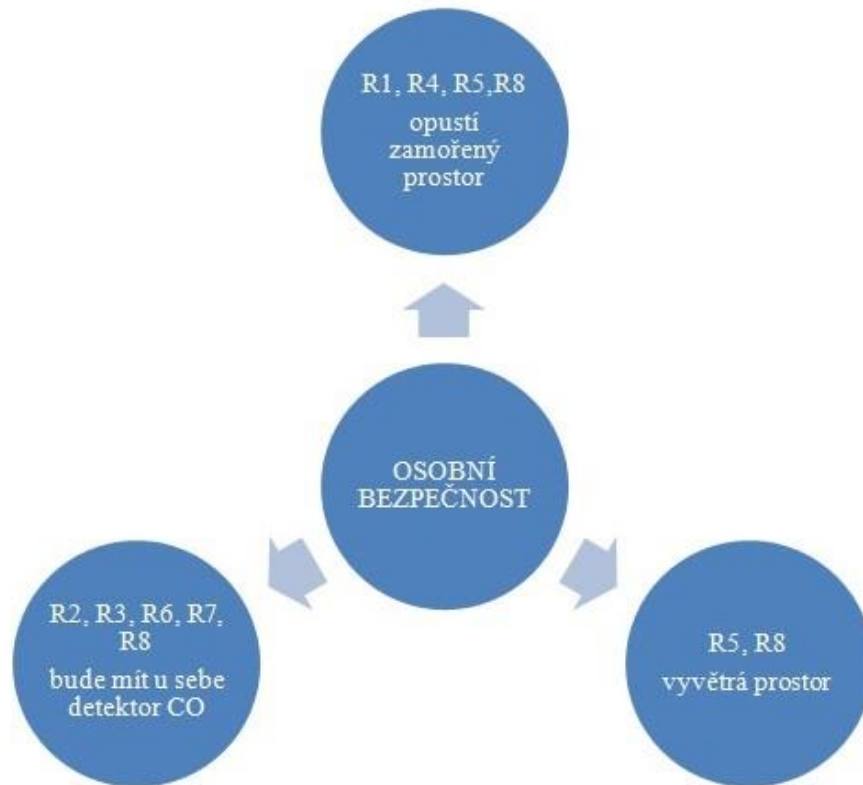 R1, R4, R5,R8
opustí
zamořený
prostor
OSOBNÍ
BEZPEČNOST
R2, R3, R6, R7,
R8
bude mít u sebe
detektor CO
R5, R8
vyvětrá prostor